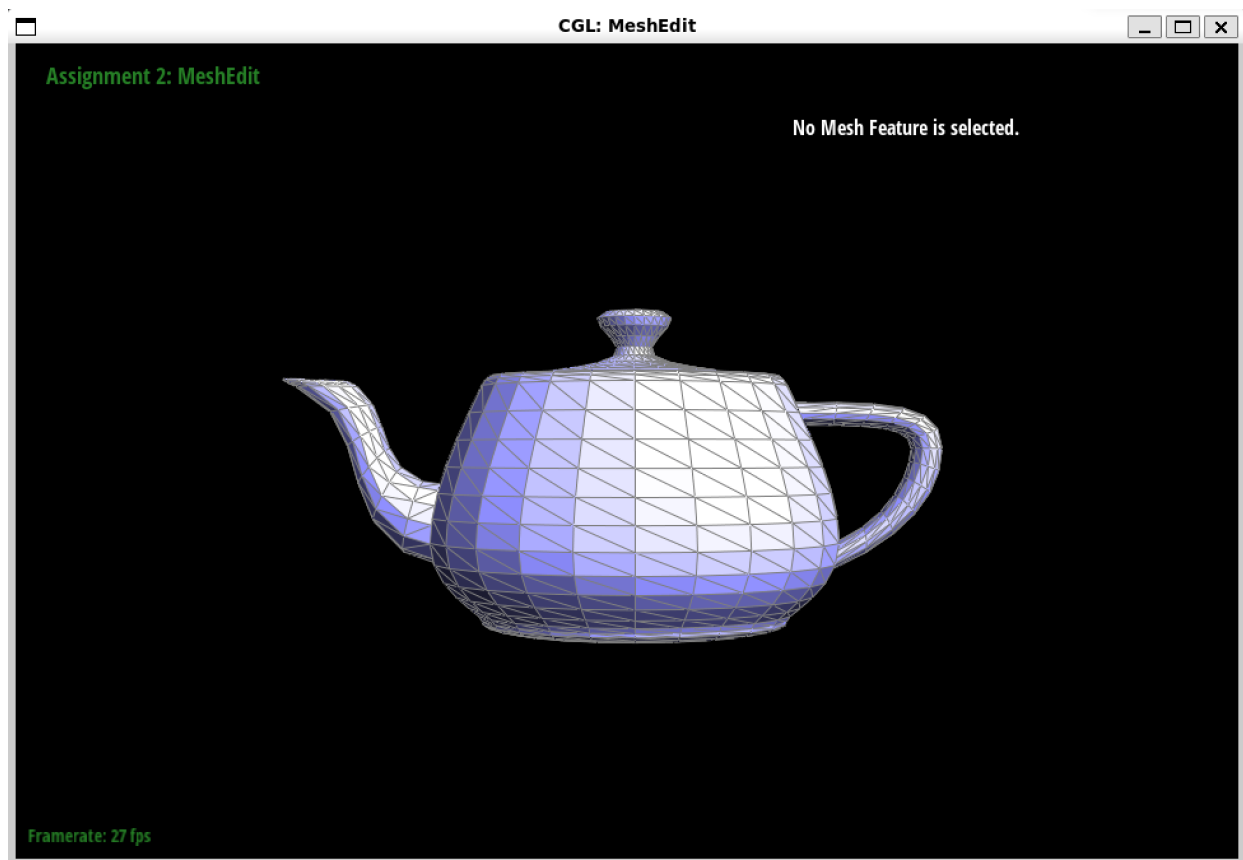 CGL: MeshEdit
Assignment 2: MeshEdit
No Mesh Feature is selected.
Framerate: 27 fps